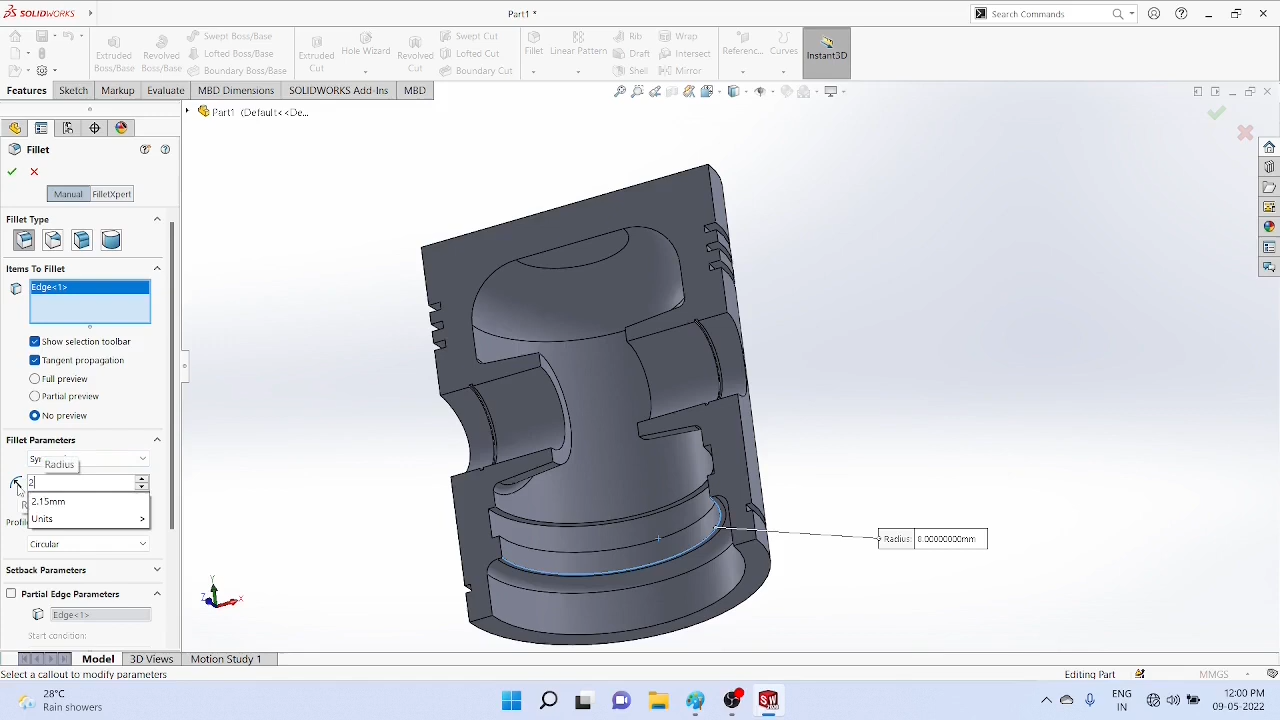 SOLIDWORKS
Part1 *
Search Commands
Extruded Boss/Base
Revolved Boss/Base
Swept Boss/Base
Lofted Boss/Base
Boundary Boss/Base
Extruded Cut
Hole Wizard
Revolved Cut
Swept Cut
Lofted Cut
Boundary Cut
Fillet
Linear Pattern
Rib
Draft
Shell
Wrap
Intersect
Mirror
Referenc...
Curves
Instant3D
Features
Sketch
Markup
Evaluate
MBD Dimensions
SOLIDWORKS Add-Ins
MBD
Part1 (Default<<De...
Fillet
Manual
FilletXpert
Fillet Type
Items To Fillet
Edge<1>
Show selection toolbar
Tangent propagation
Full preview
Partial preview
No preview
Fillet Parameters
Sy
Radius
2
2.15mm
Units
Profi
Circular
Setback Parameters
Partial Edge Parameters
Edge<1>
Start condition:
Radius: 0.00000000mm
Y
X
Z
Model
3D Views
Motion Study 1
Select a callout to modify parameters
Editing Part
MMGS
28°C
Rain showers
ENG
IN
12:00 PM
09-05-2022